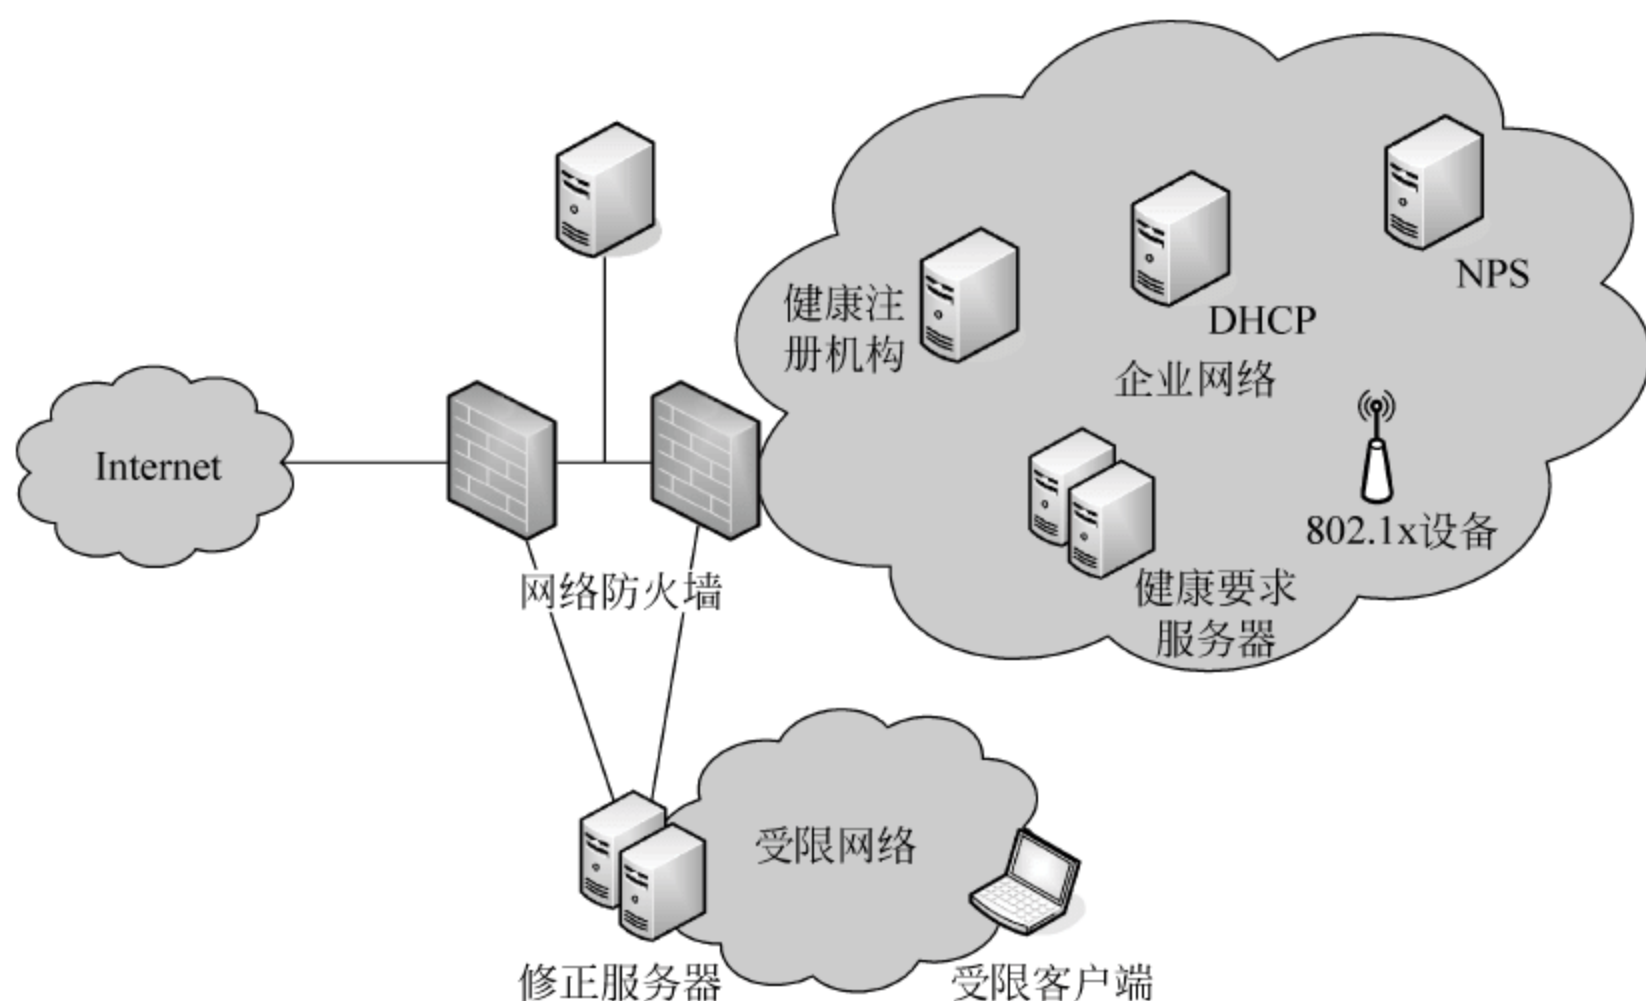 NPS
健康注
册机构
DHCP
企业网络
Internet
802.1x设备
网络防火墙
健康要求
服务器
受限网络
修正服务器
受限客户端